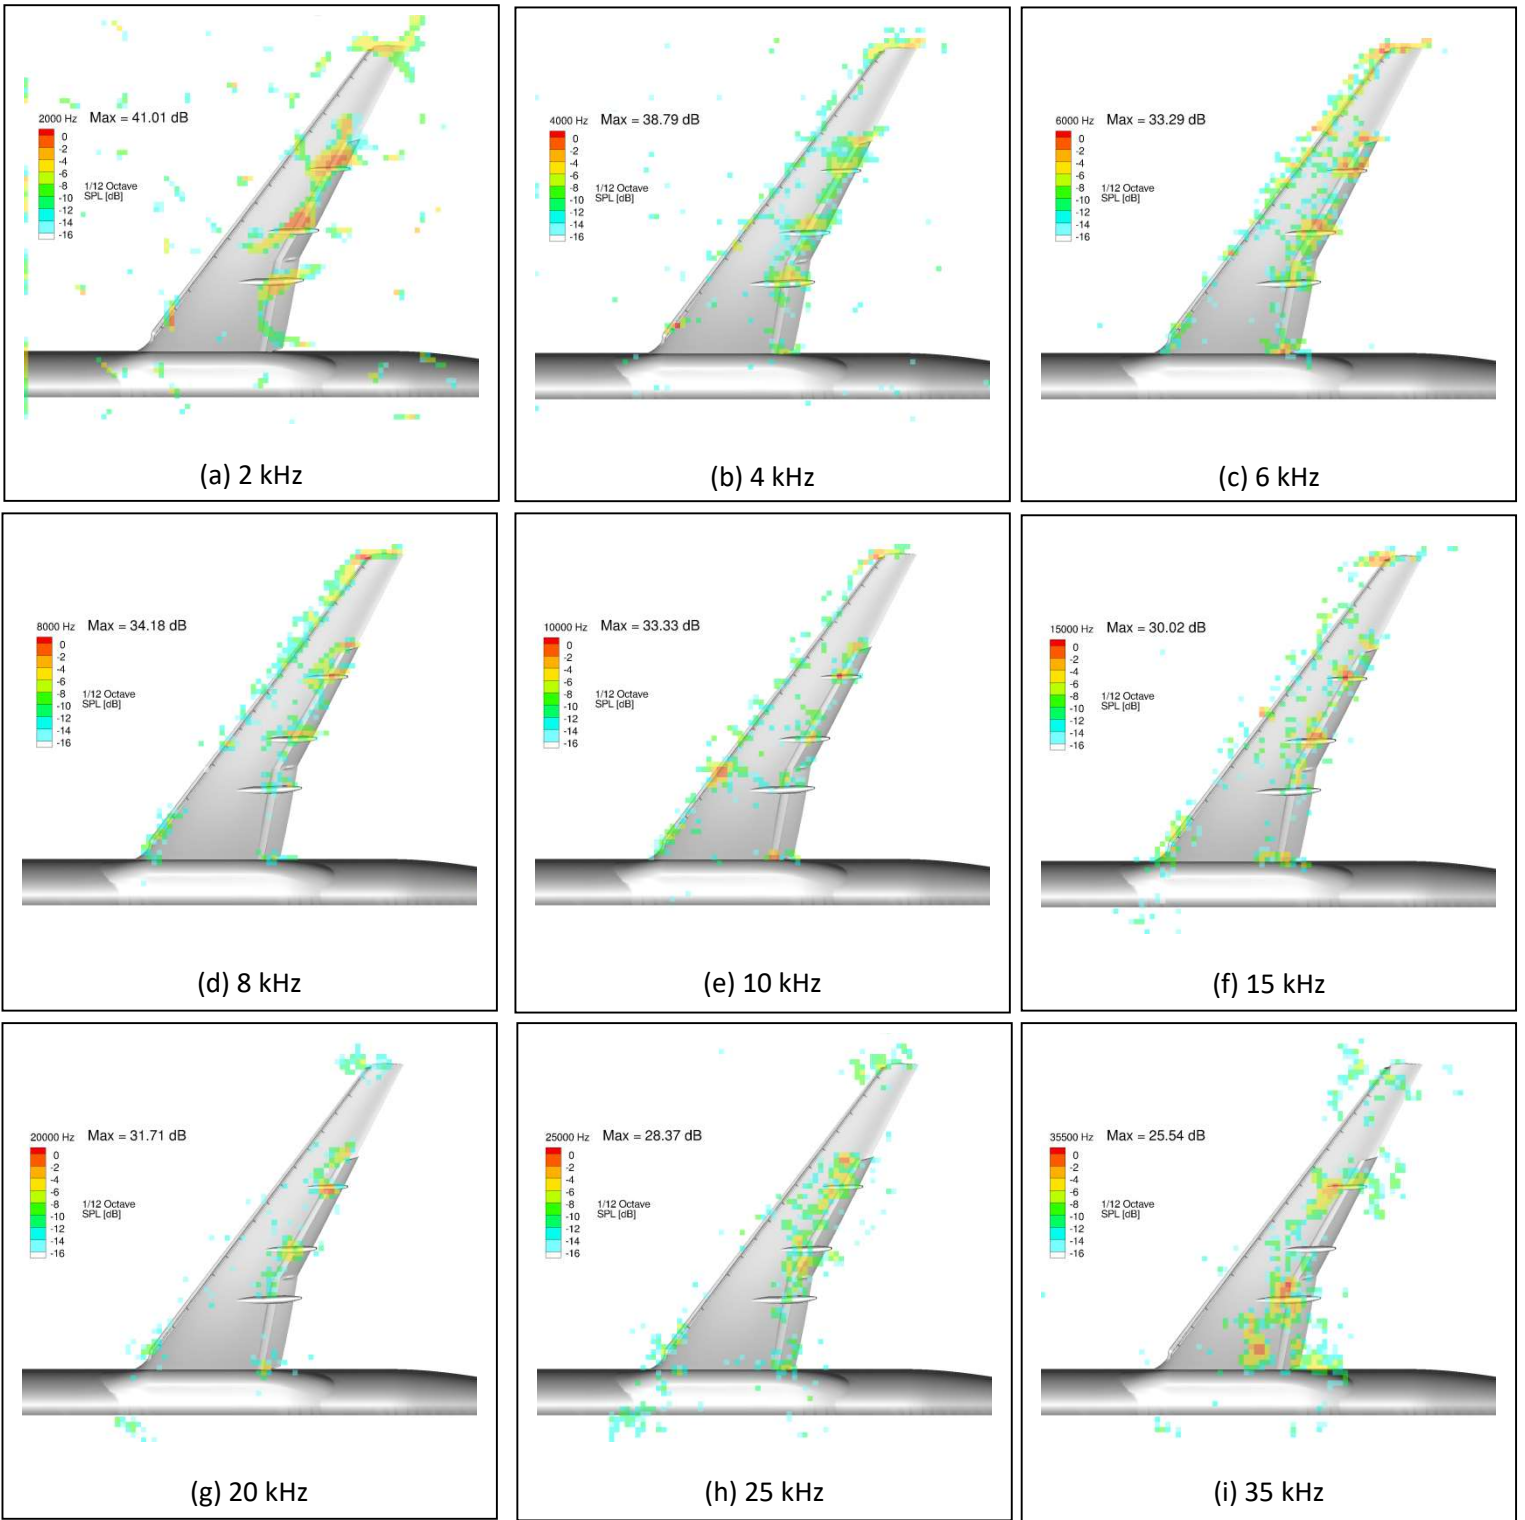 2000 Hz Max = 41.01 dB
0
-2
-4
-6
-8
-10
-12
-14
-16
1/12 Octave
SPL [dB]
(a) 2 kHz
4000 Hz Max = 38.79 dB
0
-2
-4
-6
-8
-10
-12
-14
-16
1/12 Octave
SPL [dB]
(b) 4 kHz
6000 Hz Max = 33.29 dB
0
-2
-4
-6
-8
-10
-12
-14
-16
1/12 Octave
SPL [dB]
(c) 6 kHz
8000 Hz Max = 34.18 dB
0
-2
-4
-6
-8
-10
-12
-14
-16
1/12 Octave
SPL [dB]
(d) 8 kHz
10000 Hz Max = 33.33 dB
0
-2
-4
-6
-8
-10
-12
-14
-16
1/12 Octave
SPL [dB]
(e) 10 kHz
15000 Hz Max = 30.02 dB
0
-2
-4
-6
-8
-10
-12
-14
-16
1/12 Octave
SPL [dB]
(f) 15 kHz
20000 Hz Max = 31.71 dB
0
-2
-4
-6
-8
-10
-12
-14
-16
1/12 Octave
SPL [dB]
(g) 20 kHz
25000 Hz Max = 28.37 dB
0
-2
-4
-6
-8
-10
-12
-14
-16
1/12 Octave
SPL [dB]
(h) 25 kHz
35500 Hz Max = 25.54 dB
0
-2
-4
-6
-8
-10
-12
-14
-16
1/12 Octave
SPL [dB]
(i) 35 kHz